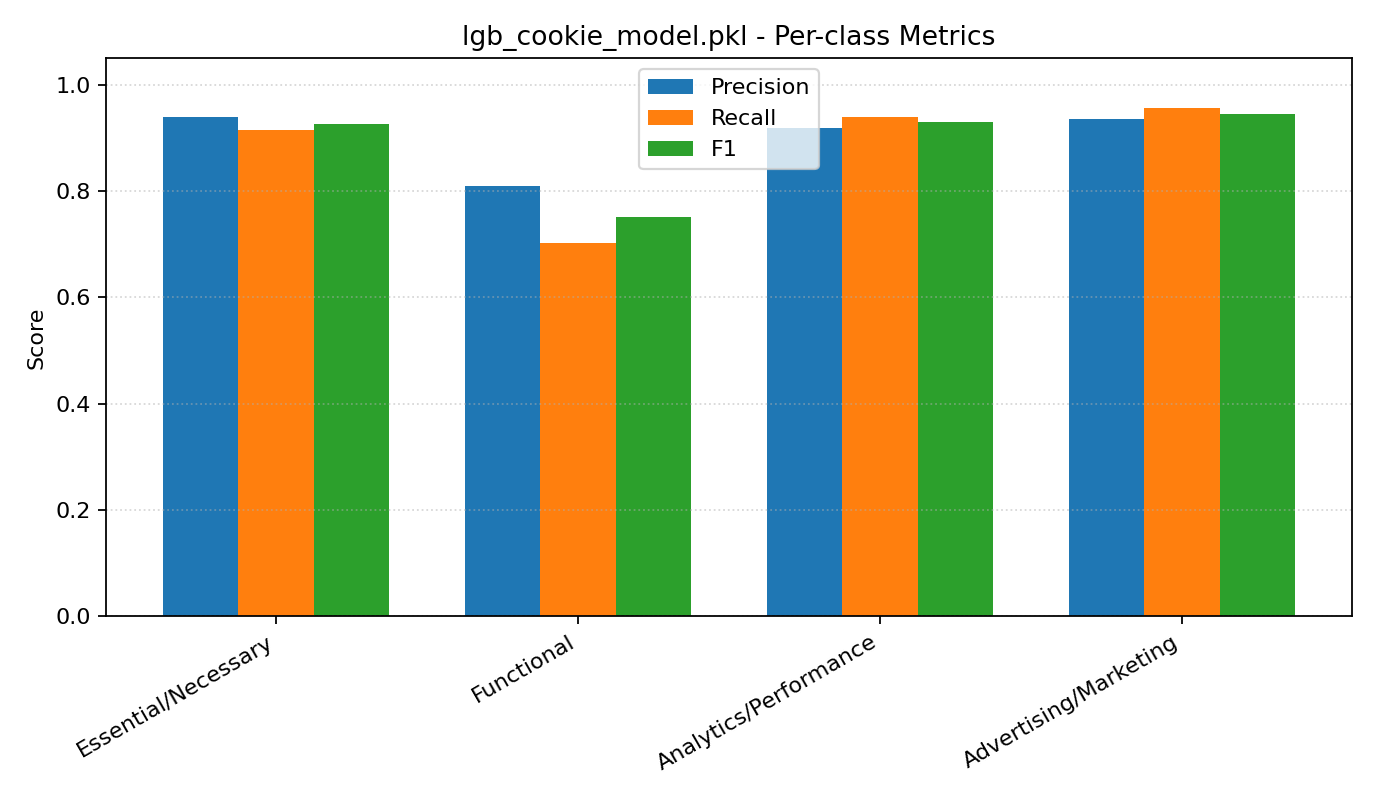 lgb_cookie_model.pkl - Per-class Metrics
Precision
Recall
F1
Score
1.0
0.8
0.6
0.4
0.2
0.0
Essential/Necessary
Functional
Analytics/Performance
Advertising/Marketing